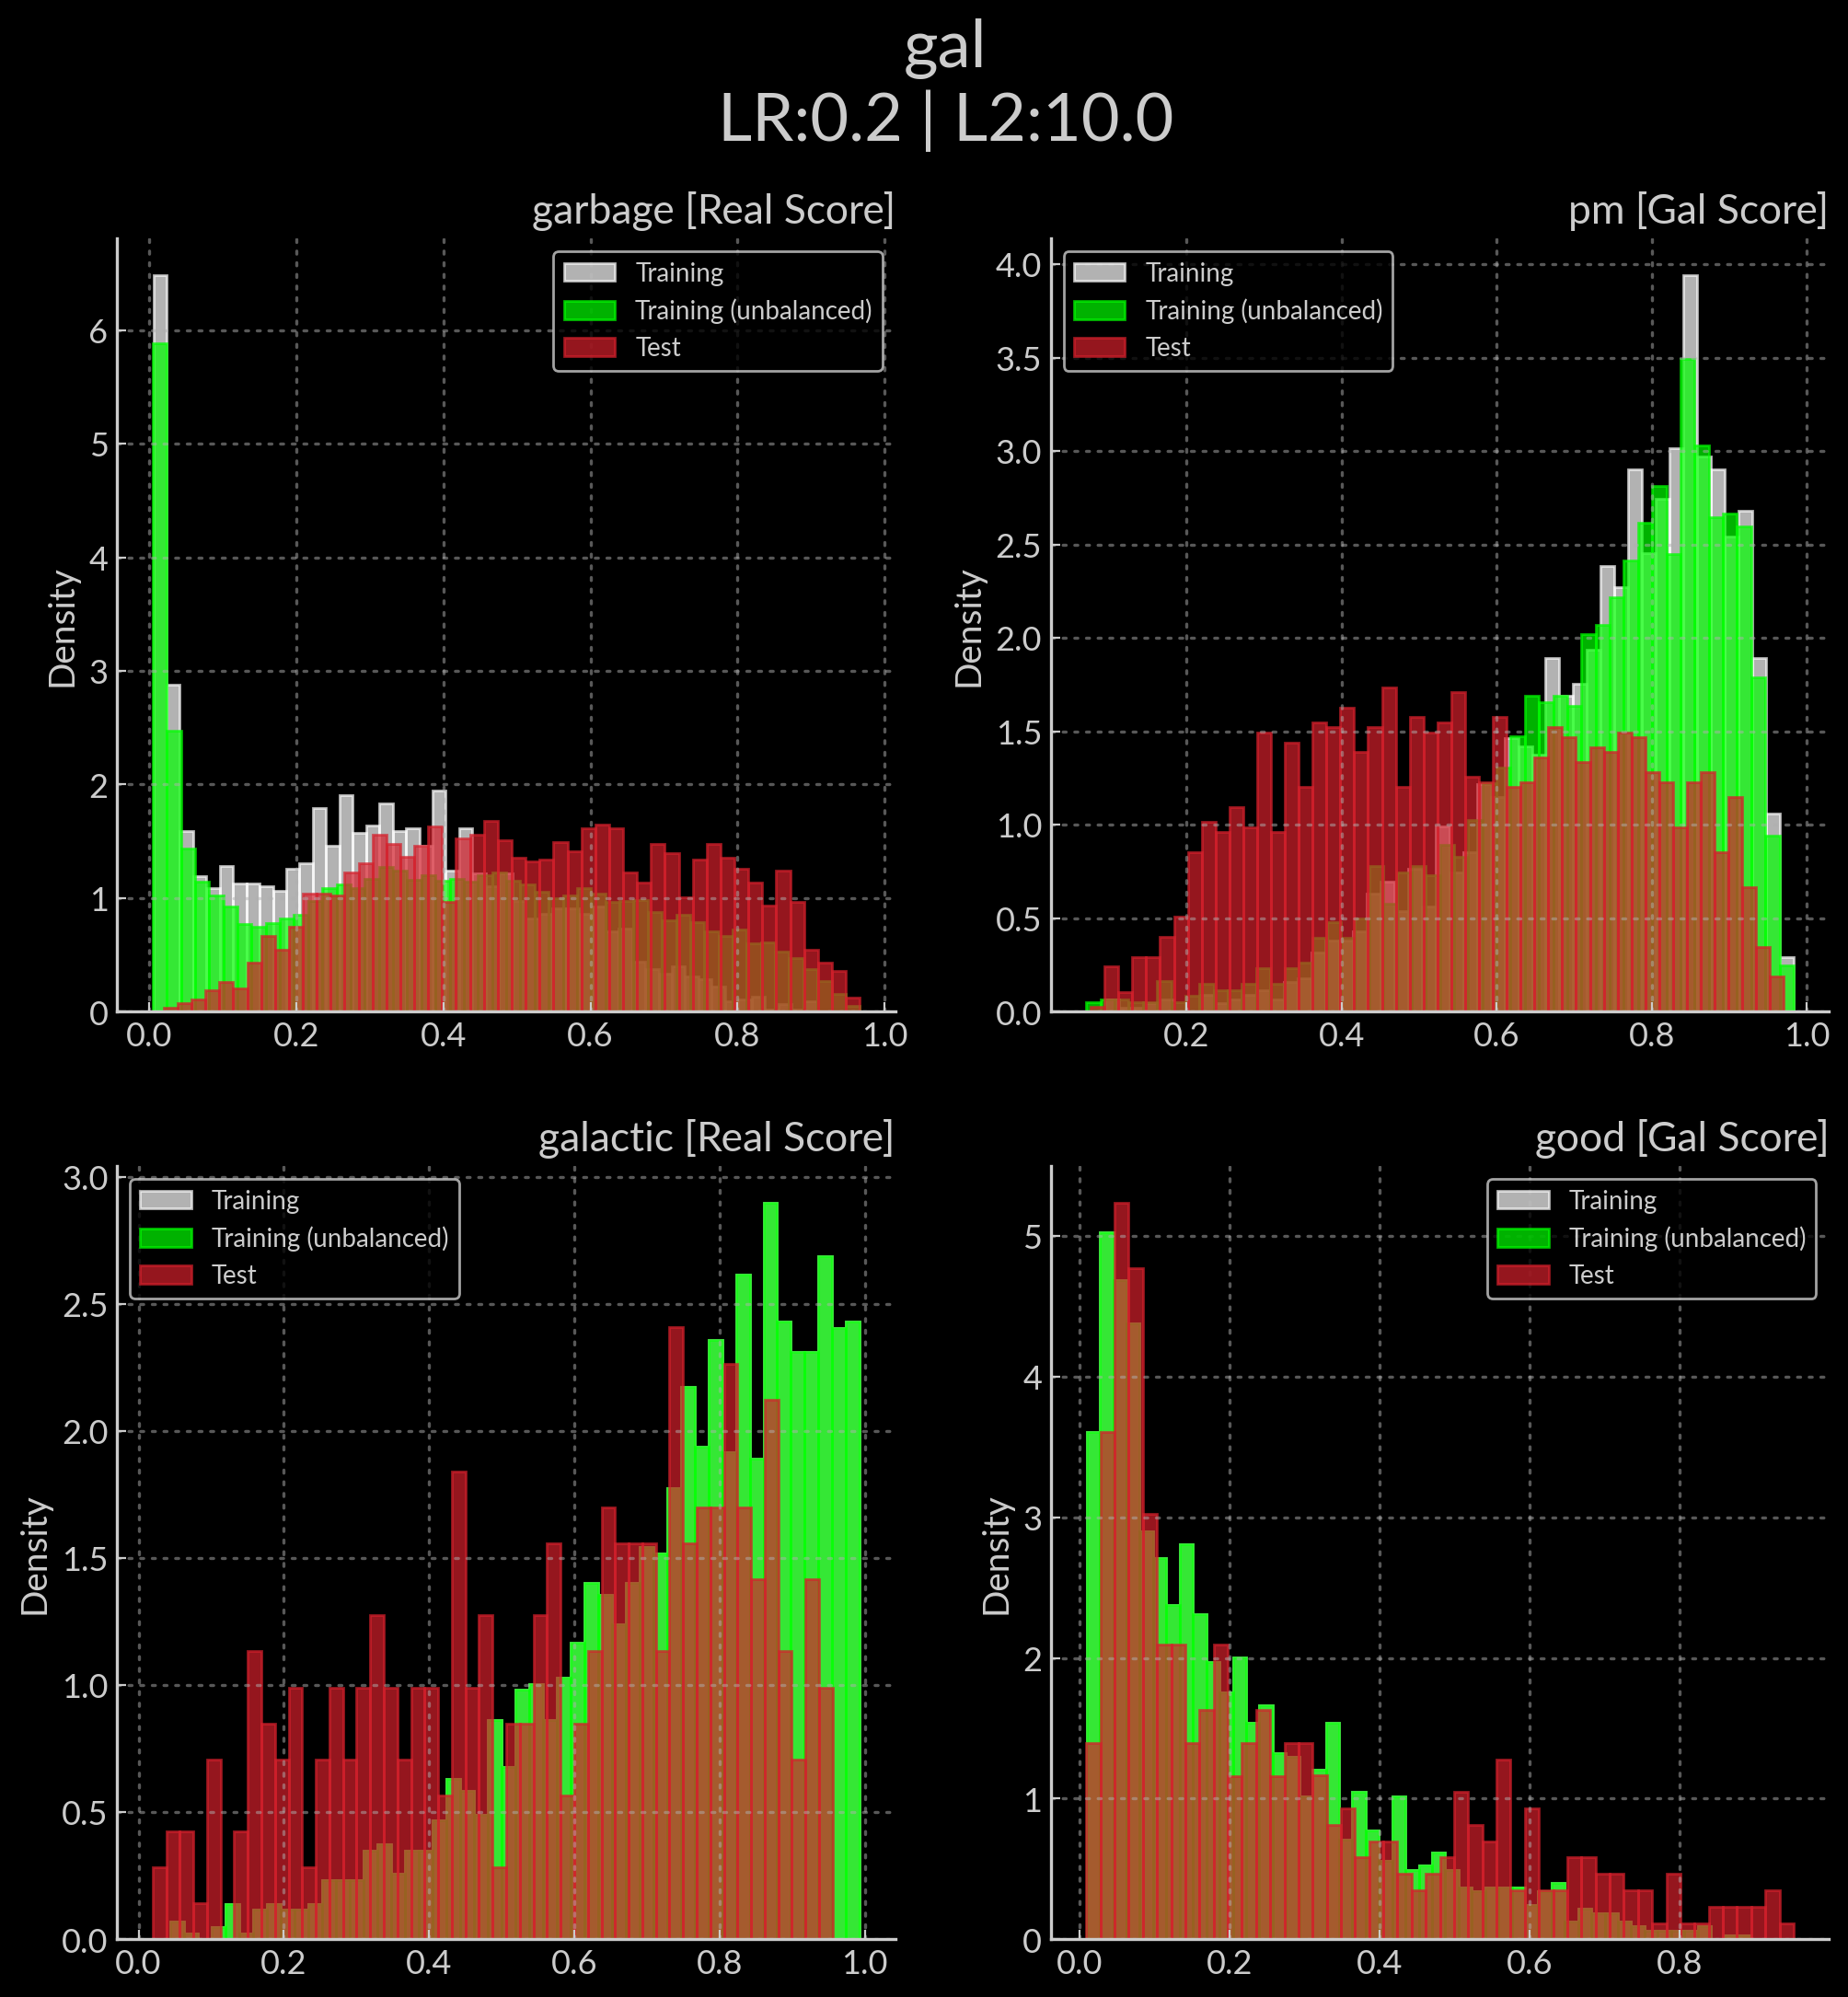 gal
LR:0.2 | L2:10.0
garbage [Real Score]
Training
Training (unbalanced)
Test
Density
6
5
4
3
2
1
0
0.0 0.2 0.4 0.6 0.8 1.0
pm [Gal Score]
Training
Training (unbalanced)
Test
Density
4.0
3.5
3.0
2.5
2.0
1.5
1.0
0.5
0.0
0.2 0.4 0.6 0.8 1.0
galactic [Real Score]
Training
Training (unbalanced)
Test
Density
3.0
2.5
2.0
1.5
1.0
0.5
0.0
0.0 0.2 0.4 0.6 0.8 1.0
good [Gal Score]
Training
Training (unbalanced)
Test
Density
5
4
3
2
1
0
0.0 0.2 0.4 0.6 0.8